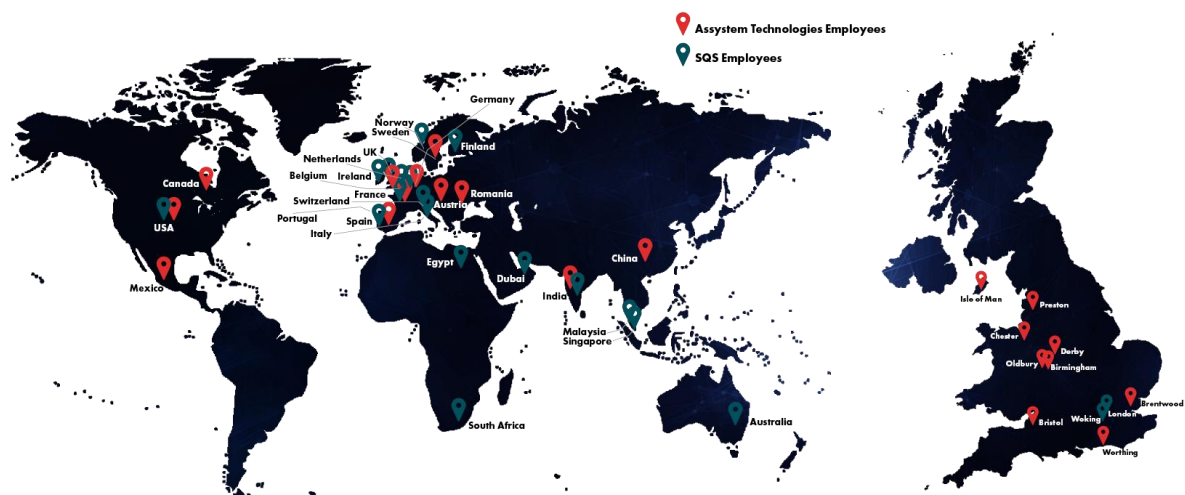 Assystem Technologies Employees
SQS Employees
Germany
Norway
Sweden
Finland
UK
Netherlands
Ireland
Belgium
Canada
France
Romania
Switzerland
Austria
Portugal
Spain
USA
Italy
Egypt
China
Dubai
Mexico
India
Malaysia
Singapore
South Africa
Australia
Isle of Man
Preston
Chester
Derby
Oldbury
Birmingham
Brentwood
London
Woking
Bristol
Worthing